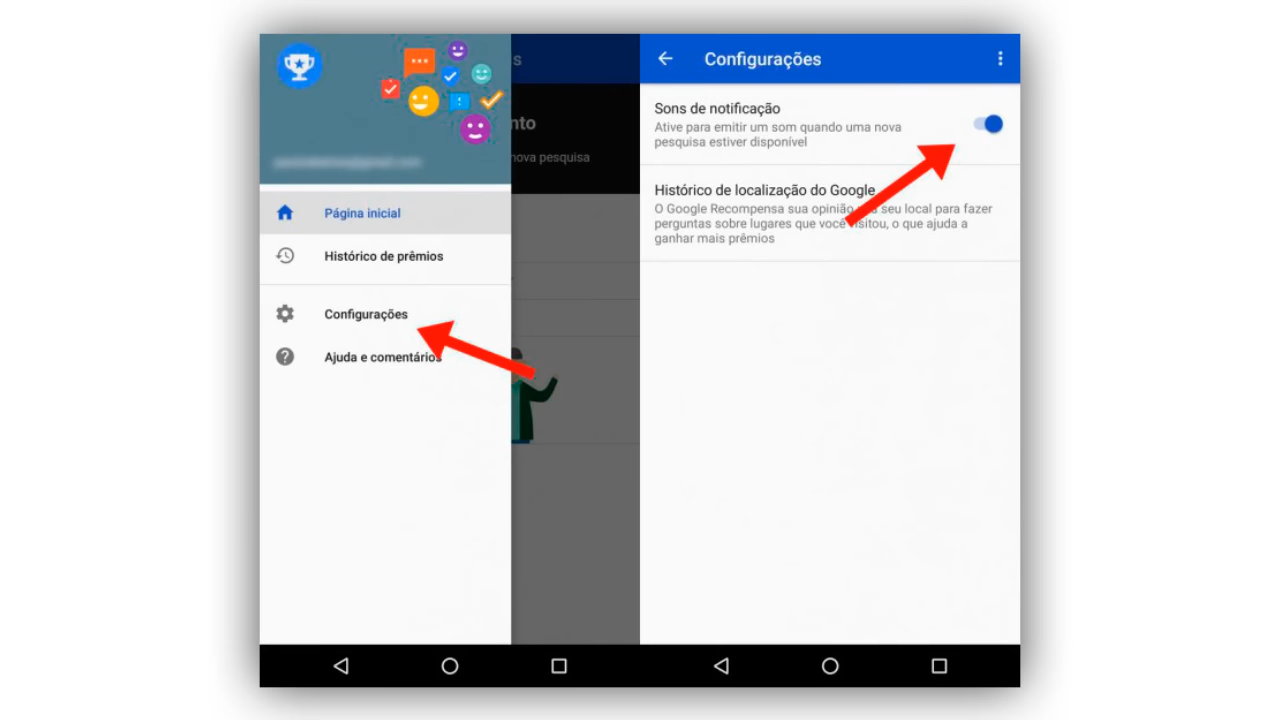 s
nto
nova pesquisa
Página inicial
Histórico de prêmios
Configurações
Ajuda e comentários
Configurações
Sons de notificação
Ative para emitir um som quando uma nova
pesquisa estiver disponível
Histórico de localização do Google
O Google Recompensa sua opinião seu local para fazer
perguntas sobre lugares que você visitou, o que ajuda a
ganhar mais prêmios